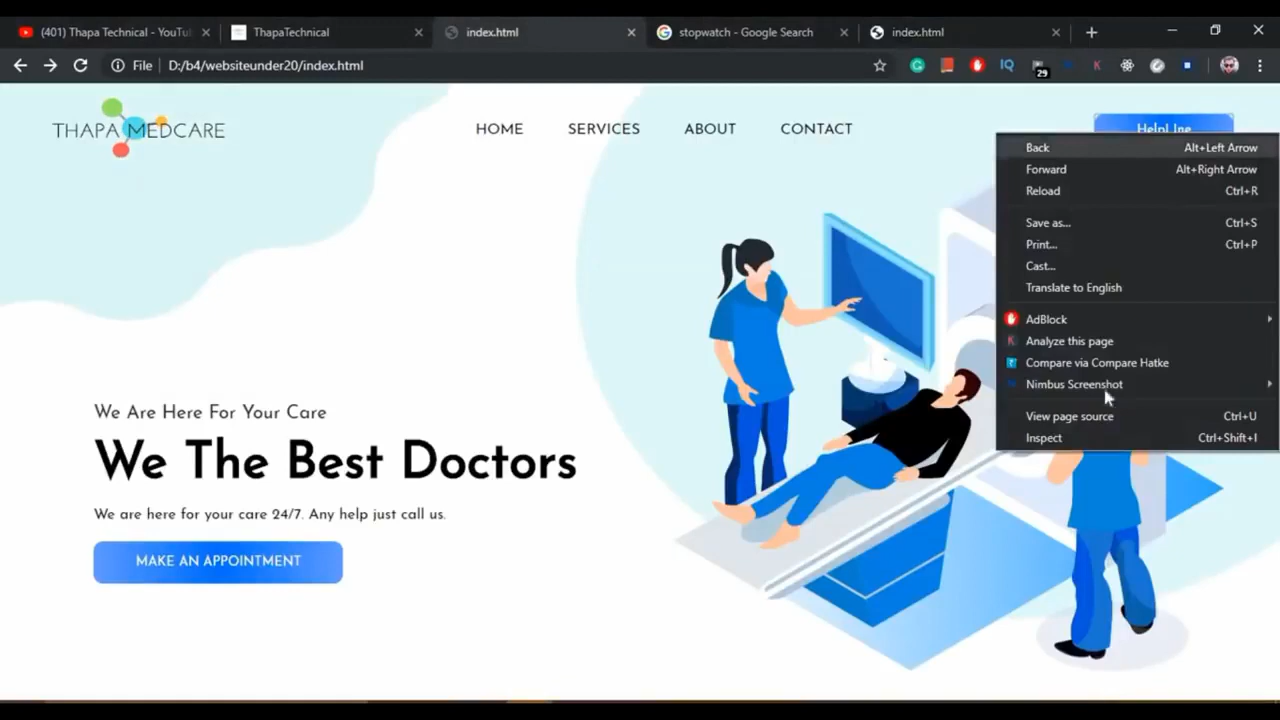 (401) Thapa Technical - YouTu
ThapaTechnical
index.html
stopwatch - Google Search
index.html
File
D:/b4/websiteunder20/index.html
IQ
29
THAPA MEDCARE
HOME
SERVICES
ABOUT
CONTACT
HelpLIne
Back Alt+Left Arrow
Forward Alt+Right Arrow
Reload Ctrl+R
Save as... Ctrl+S
Print... Ctrl+P
Cast...
Translate to English
AdBlock
K Analyze this page
Compare via Compare Hatke
Nimbus Screenshot
View page source Ctrl+U
Inspect Ctrl+Shift+I
We Are Here For Your Care
We The Best Doctors
We are here for your care 24/7. Any help just call us.
MAKE AN APPOINTMENT